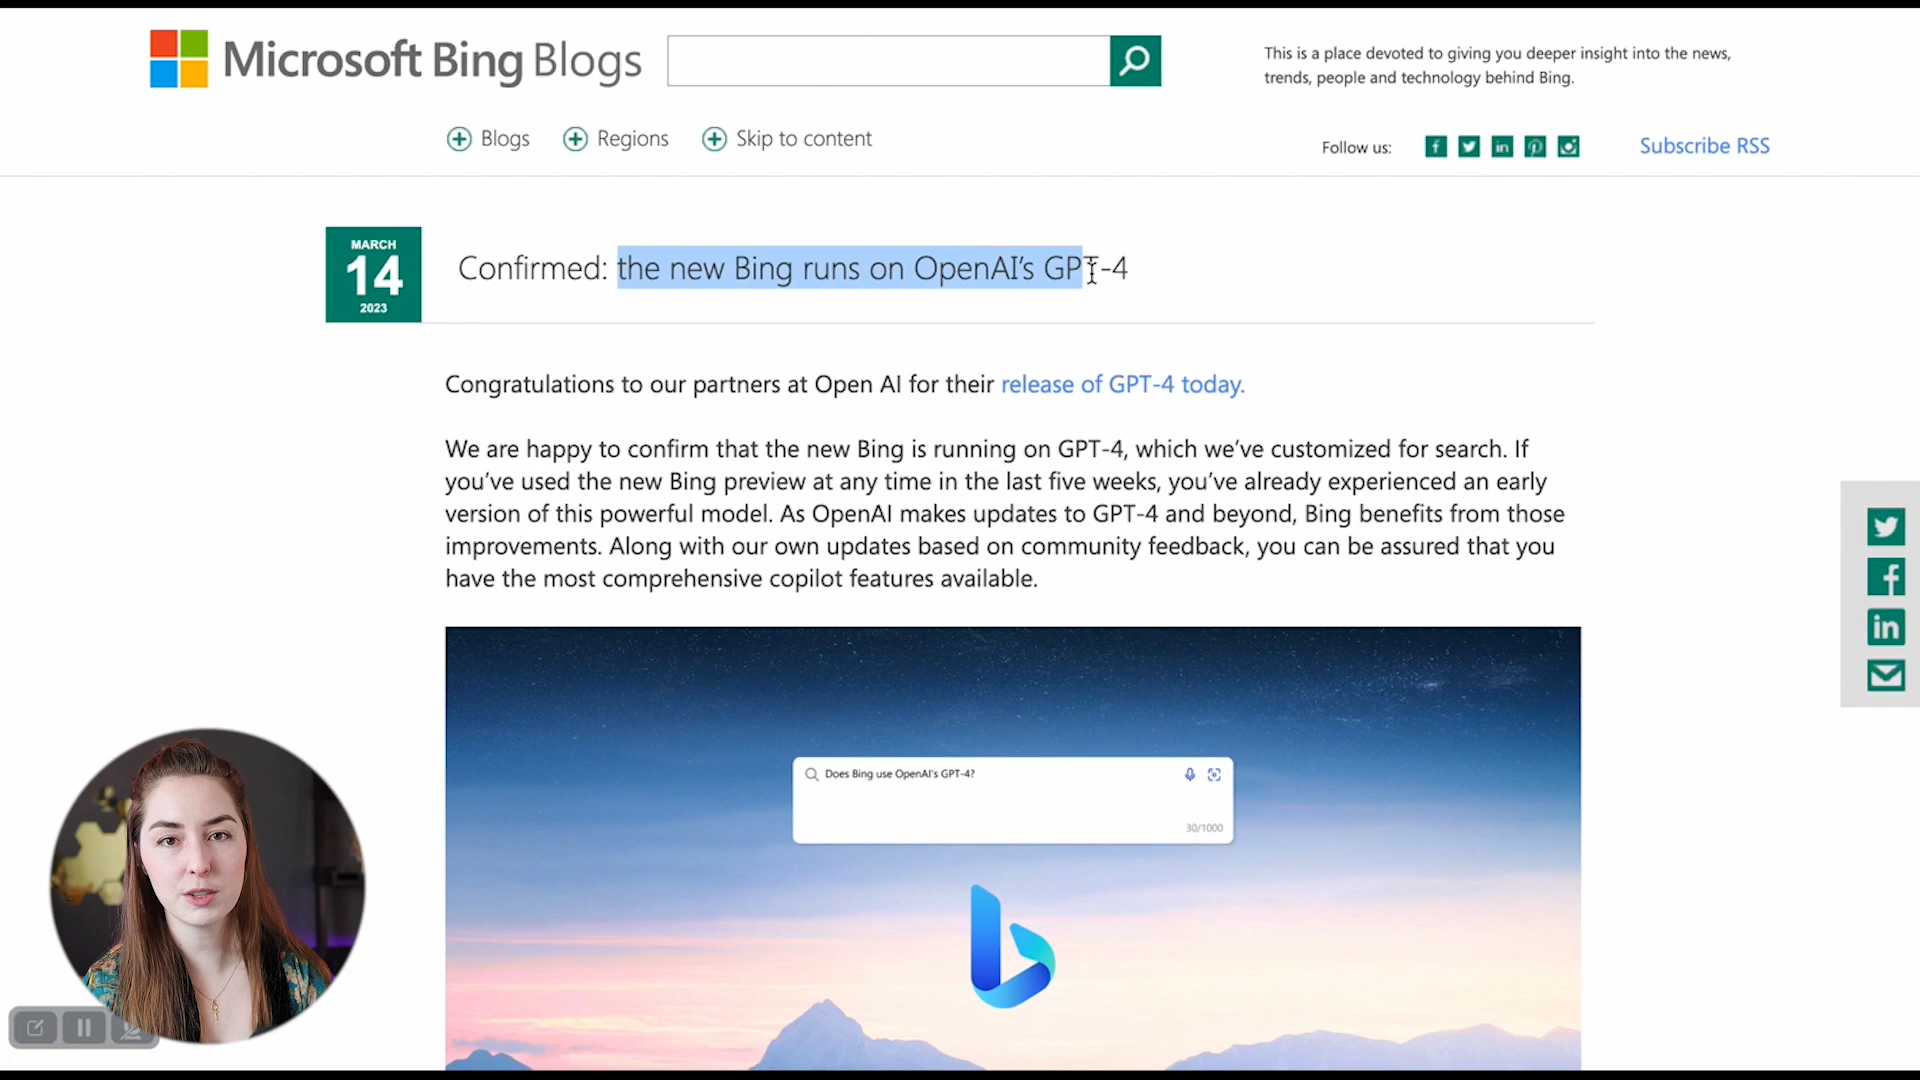 Microsoft Bing Blogs
This is a place devoted to giving you deeper insight into the news,
trends, people and technology behind Bing.
Blogs
Regions
Skip to content
Follow us:
Subscribe RSS
MARCH
14
2023
Confirmed: the new Bing runs on OpenAI's GPT-4
Congratulations to our partners at Open AI for their release of GPT-4 today.
We are happy to confirm that the new Bing is running on GPT-4, which we've customized for search. If
you've used the new Bing preview at any time in the last five weeks, you've already experienced an early
version of this powerful model. As OpenAI makes updates to GPT-4 and beyond, Bing benefits from those
improvements. Along with our own updates based on community feedback, you can be assured that you
have the most comprehensive copilot features available.
Does Bing use OpenAI's GPT-4?
30/1000